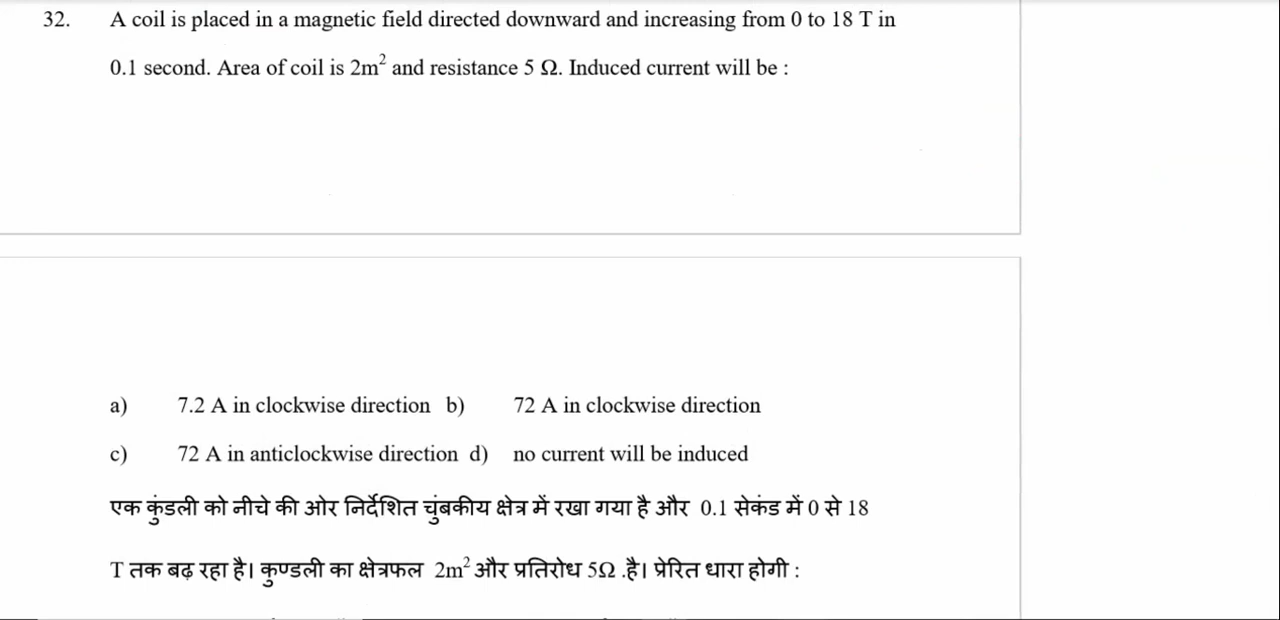 32. A coil is placed in a magnetic field directed downward and increasing from 0 to 18 T in
0.1 second. Area of coil is 2m² and resistance 5 Ω. Induced current will be :
a) 7.2 A in clockwise direction b) 72 A in clockwise direction
c) 72 A in anticlockwise direction d) no current will be induced
एक कुंडली को नीचे की ओर निर्देशित चुंबकीय क्षेत्र में रखा गया है और 0.1 सेकंड में 0 से 18
T तक बढ़ रहा है। कुण्डली का क्षेत्रफल 2m² और प्रतिरोध 5Ω .है। प्रेरित धारा होगी :